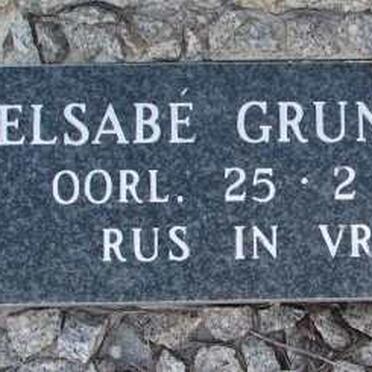 ELSABÉ GRUN
OORL. 25 · 2
RUS IN VR